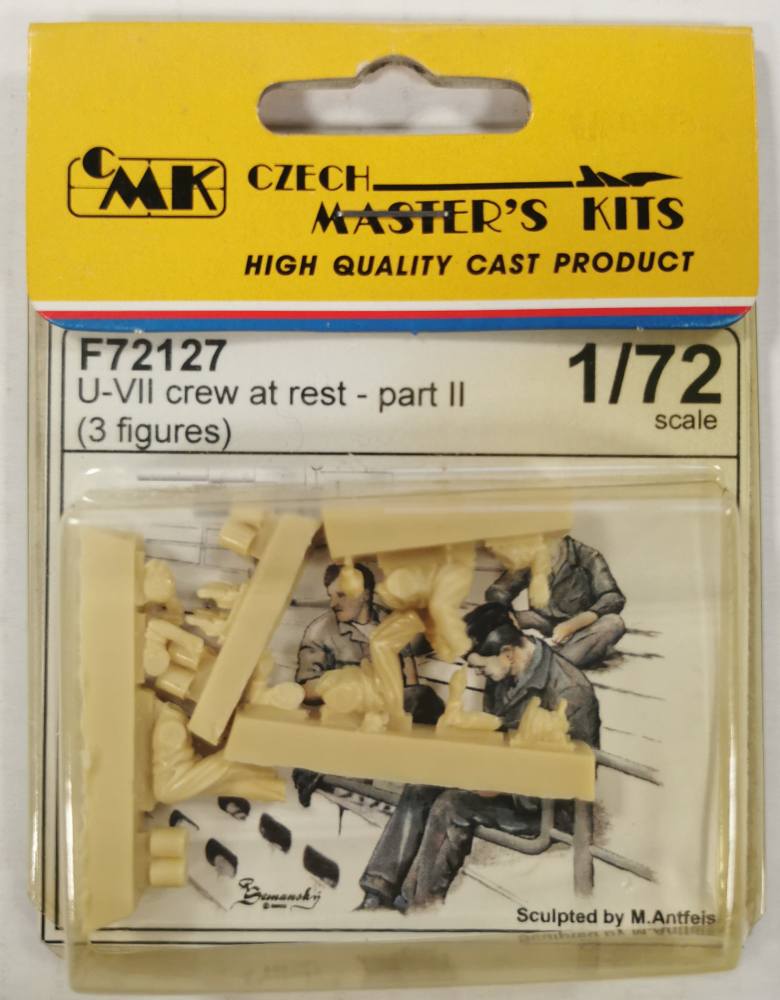 CMK
CZECH
MASTER'S KITS
HIGH QUALITY CAST PRODUCT
F72127
U-VII crew at rest - part II
(3 figures)
1/72
scale
Sculpted by M.Antfeis